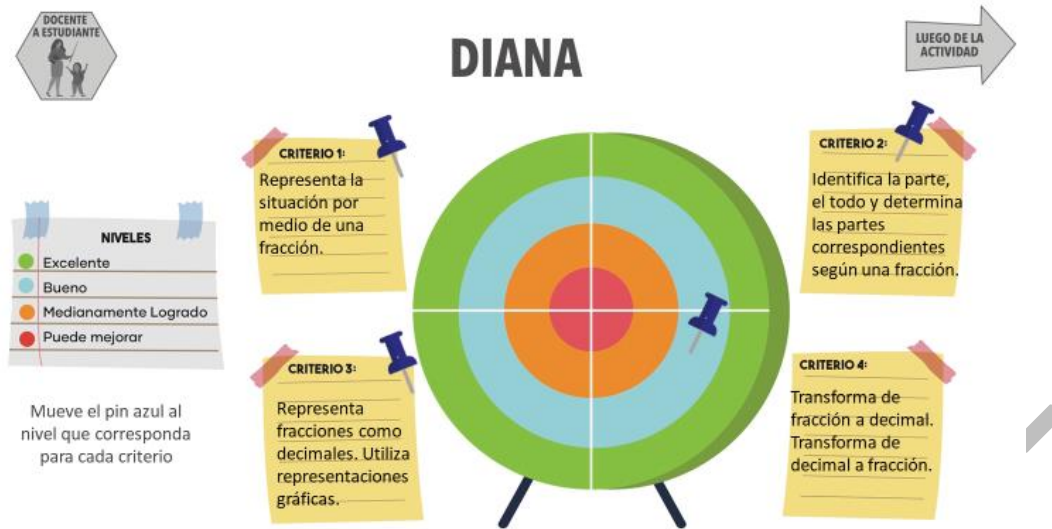 DOCENTE
A ESTUDIANTE
DIANA
LUEGO DE LA
ACTIVIDAD
CRITERIO 1:
Representa la
situación por
medio de una
fracción.
CRITERIO 2:
Identifica la parte,
el todo y determina
las partes
correspondientes
según una fracción.
NIVELES
Excelente
Bueno
Medianamente Logrado
Puede mejorar
Mueve el pin azul al
nivel que corresponda
para cada criterio
CRITERIO 3:
Representa
fracciones como
decimales. Utiliza
representaciones
gráficas.
CRITERIO 4:
Transforma de
fracción a decimal.
Transforma de
decimal a fracción.